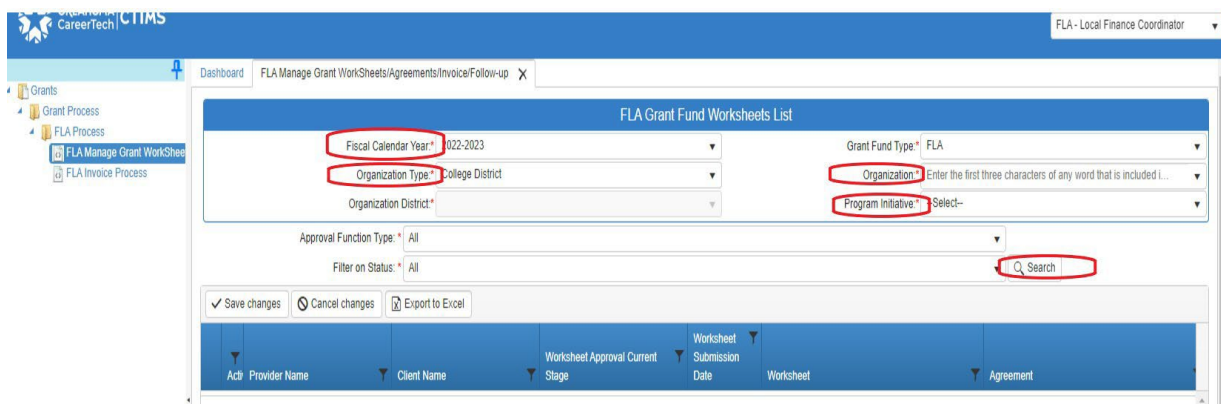 CareerTech CTIMS
FLA - Local Finance Coordinator
Dashboard FLA Manage Grant WorkSheets/Agreements/Invoice/Follow-up X
Grants
Grant Process
FLA Process
FLA Manage Grant WorkShee
FLA Invoice Process
FLA Grant Fund Worksheets List
Fiscal Calendar Year:* 2022-2023 Grant Fund Type:* FLA
Organization Type:* College District Organization:* Enter the first three characters of any word that is included i...
Organization District:* Program Initiative:* --Select--
Approval Function Type: * All
Filter on Status: * All Search
Save changes Cancel changes Export to Excel
Acti Provider Name Client Name Worksheet Approval Current Stage Worksheet Submission Date Worksheet Agreement